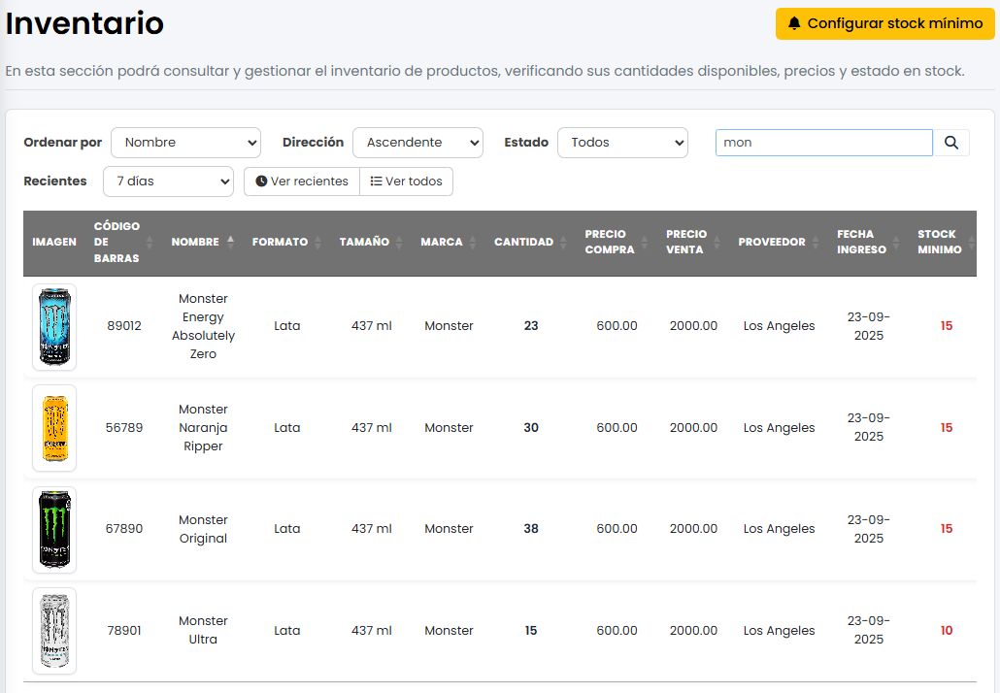 Inventario
Configurar stock mínimo
En esta sección podrá consultar y gestionar el inventario de productos, verificando sus cantidades disponibles, precios y estado en stock.
Ordenar por Nombre Dirección Ascendente Estado Todos mon
Recientes 7 días Ver recientes Ver todos
IMAGEN CÓDIGO DE BARRAS NOMBRE FORMATO TAMAÑO MARCA CANTIDAD PRECIO COMPRA PRECIO VENTA PROVEEDOR FECHA INGRESO STOCK MINIMO
89012 Monster Energy Absolutely Zero Lata 437 ml Monster 23 600.00 2000.00 Los Angeles 23-09-2025 15
56789 Monster Naranja Ripper Lata 437 ml Monster 30 600.00 2000.00 Los Angeles 23-09-2025 15
67890 Monster Original Lata 437 ml Monster 38 600.00 2000.00 Los Angeles 23-09-2025 15
78901 Monster Ultra Lata 437 ml Monster 15 600.00 2000.00 Los Angeles 23-09-2025 10